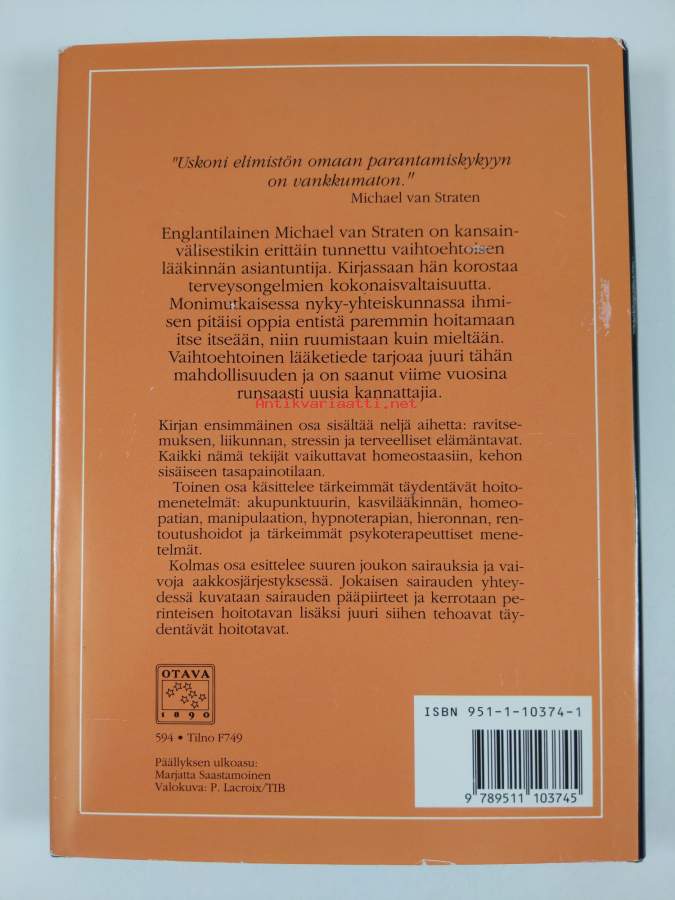 "Uskoni elimistön omaan parantamiskykyyn
on vankkumaton."
Michael van Straten
Englantilainen Michael van Straten on kansain-
välisestikin erittäin tunnettu vaihtoehtoisen
lääkinnän asiantuntija. Kirjassaan hän korostaa
terveysongelmien kokonaisvaltaisuutta.
Monimutkaisessa nyky-yhteiskunnassa ihmi-
sen pitäisi oppia entistä paremmin hoitamaan
itse itseään, niin ruumistaan kuin mieltään.
Vaihtoehtoinen lääketiede tarjoaa juuri tähän
mahdollisuuden ja on saanut viime vuosina
runsaasti uusia kannattajia.
Antikvariaatti.net
Kirjan ensimmäinen osa sisältää neljä aihetta: ravitse-
muksen, liikunnan, stressin ja terveelliset elämäntavat.
Kaikki nämä tekijät vaikuttavat homeostaasiin, kehon
sisäiseen tasapainotilaan.
Toinen osa käsittelee tärkeimmät täydentävät hoito-
menetelmät: akupunktuurin, kasvilääkinnän, homeo-
patian, manipulaation, hypnoterapian, hieronnan, ren-
toutushoidot ja tärkeimmät psykoterapeuttiset mene-
telmät.
Kolmas osa esittelee suuren joukon sairauksia ja vai-
voja aakkosjärjestyksessä. Jokaisen sairauden yhtey-
dessä kuvataan sairauden pääpiirteet ja kerrotaan pe-
rinteisen hoitotavan lisäksi juuri siihen tehoavat täy-
dentävät hoitotavat.
OTAVA
1890
594 • Tilno F749
Päällyksen ulkoasu:
Marjatta Saastamoinen
Valokuva: P. Lacroix/TIB
ISBN 951-1-10374-1
9 789511 103745